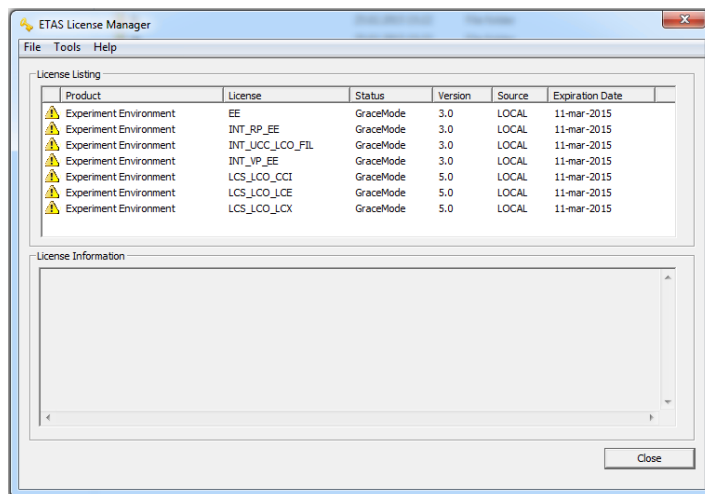 ETAS License Manager
File Tools Help
License Listing
Product License Status Version Source Expiration Date
Experiment Environment EE GraceMode 3.0 LOCAL 11-mar-2015
Experiment Environment INT_RP_EE GraceMode 3.0 LOCAL 11-mar-2015
Experiment Environment INT_UCC_LCO_FIL GraceMode 3.0 LOCAL 11-mar-2015
Experiment Environment INT_VP_EE GraceMode 3.0 LOCAL 11-mar-2015
Experiment Environment LCS_LCO_CCI GraceMode 5.0 LOCAL 11-mar-2015
Experiment Environment LCS_LCO_LCE GraceMode 5.0 LOCAL 11-mar-2015
Experiment Environment LCS_LCO_LCX GraceMode 5.0 LOCAL 11-mar-2015
License Information
Close